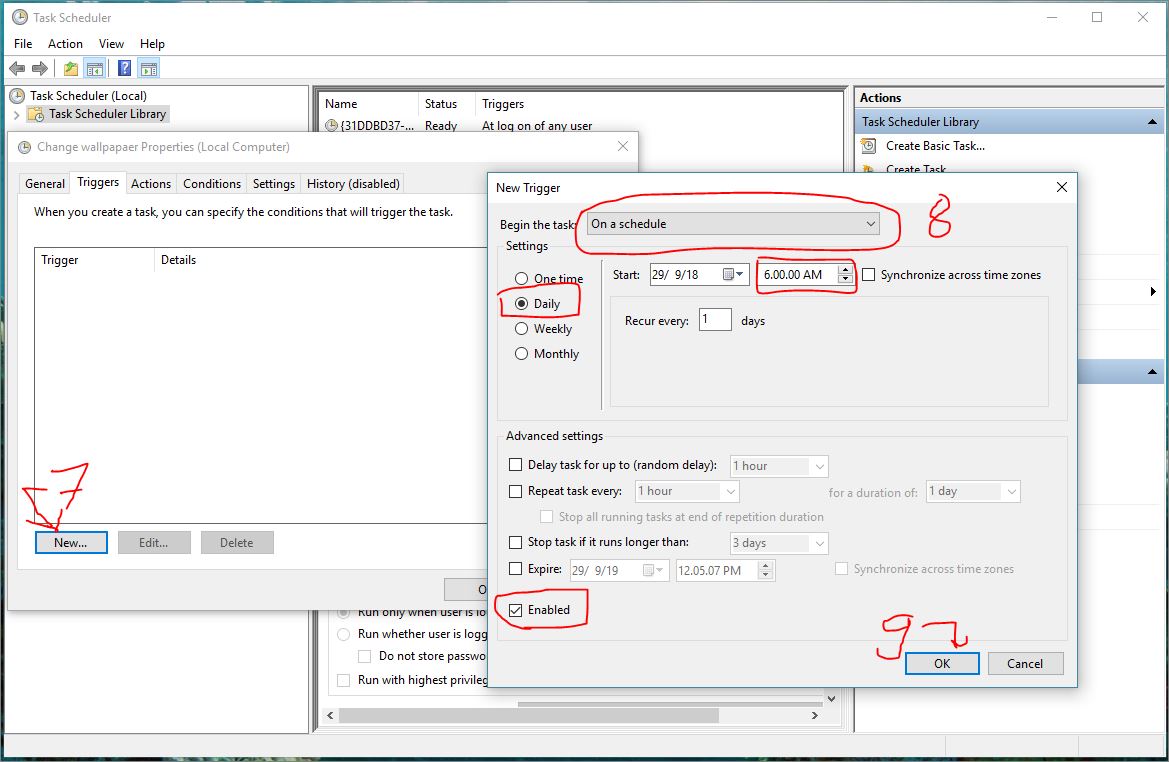 Task Scheduler
File Action View Help
Task Scheduler (Local)
Task Scheduler Library
Name Status Triggers
{31DDBD37-... Ready At log on of any user
Actions
Task Scheduler Library
Create Basic Task...
Create Task
Change wallpapaer Properties (Local Computer)
General Triggers Actions Conditions Settings History (disabled)
When you create a task, you can specify the conditions that will trigger the task.
Trigger Details
7
New... Edit... Delete
O
Run only when user is lo
Run whether user is logg
Do not store passwo
Run with highest privileg
New Trigger
Begin the task: On a schedule
8
Settings
One time
Daily
Weekly
Monthly
Start: 29/ 9/18 6.00.00 AM Synchronize across time zones
Recur every: 1 days
Advanced settings
Delay task for up to (random delay): 1 hour
Repeat task every: 1 hour for a duration of: 1 day
Stop all running tasks at end of repetition duration
Stop task if it runs longer than: 3 days
Expire: 29/ 9/19 12.05.07 PM Synchronize across time zones
Enabled
9
OK Cancel